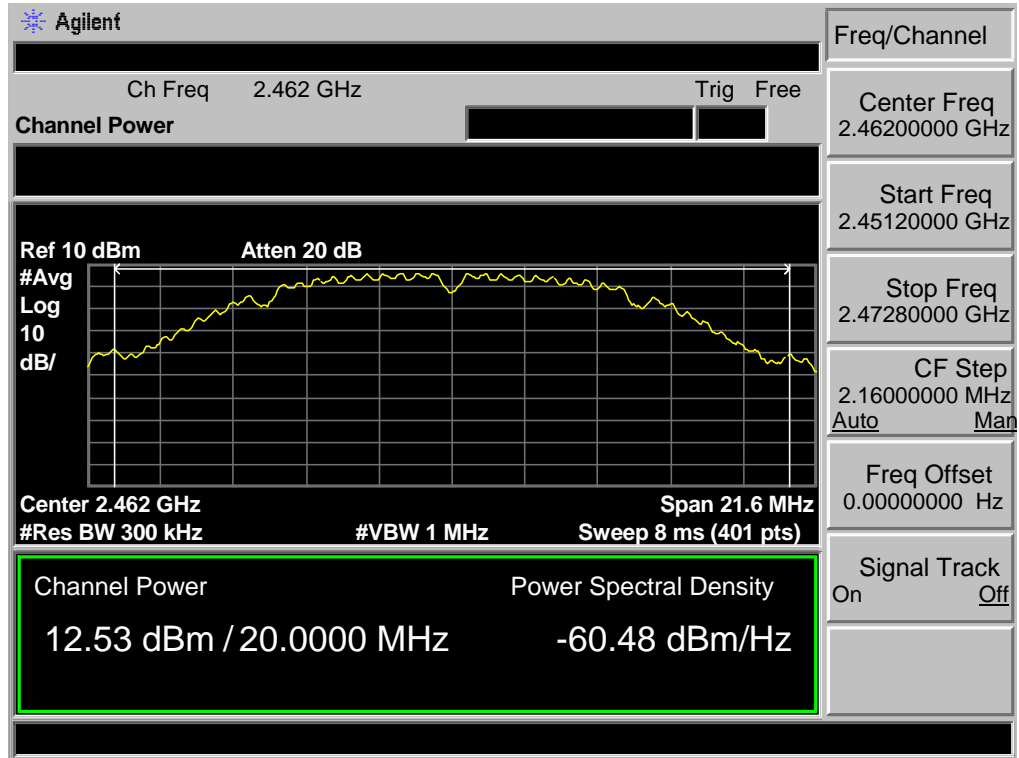 Agilent
Freq/Channel
Ch Freq 2.462 GHz Trig Free
Channel Power
Center Freq
2.46200000 GHz
Start Freq
2.45120000 GHz
Stop Freq
2.47280000 GHz
CF Step
2.16000000 MHz
Auto Man
Freq Offset
0.00000000 Hz
Signal Track
On Off
Ref 10 dBm Atten 20 dB
#Avg
Log
10
dB/
Center 2.462 GHz Span 21.6 MHz
#Res BW 300 kHz #VBW 1 MHz Sweep 8 ms (401 pts)
Channel Power Power Spectral Density
12.53 dBm / 20.0000 MHz -60.48 dBm/Hz